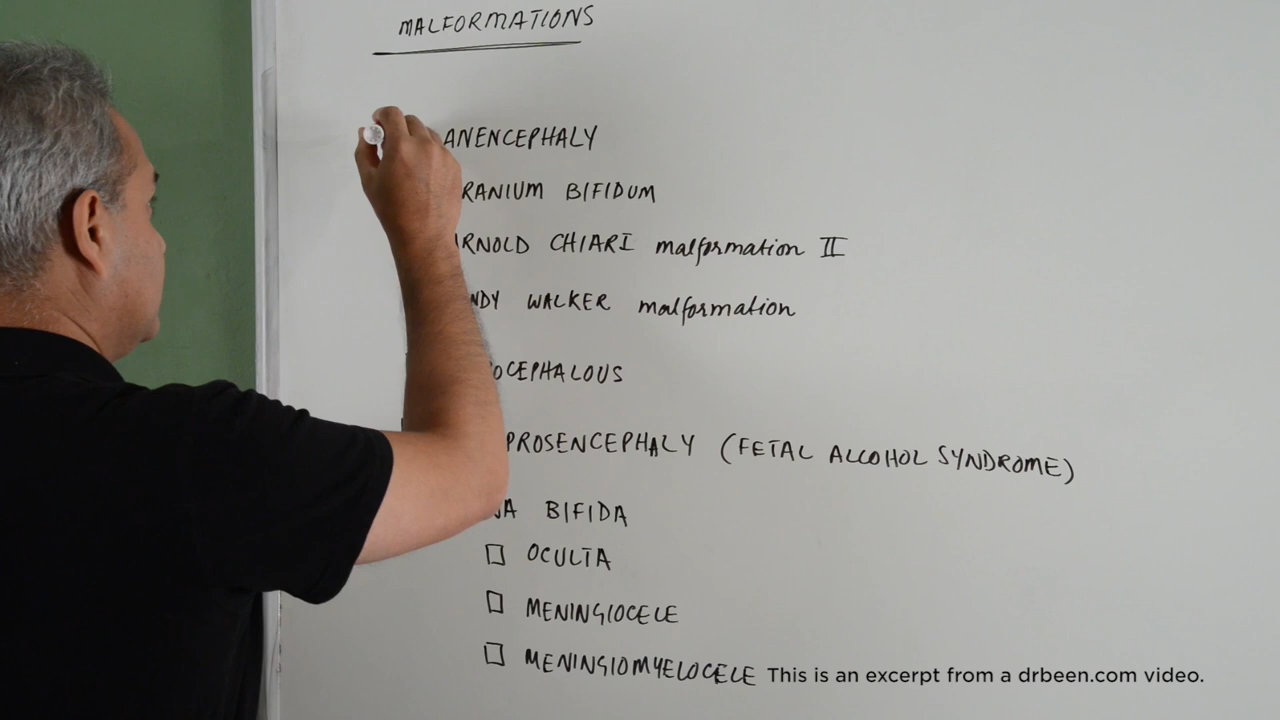 MALFORMATIONS
ANENCEPHALY
RANIUM BIFIDUM
RNOLD CHIARI malformation II
NDY WALKER malformation
OCEPHALOUS
PROSENCEPHALY (FETAL ALCOHOL SYNDROME)
NA BIFIDA
OCULTA
MENINGIOCELE
MENINGIOMYELOCELE This is an excerpt from a drbeen.com video.